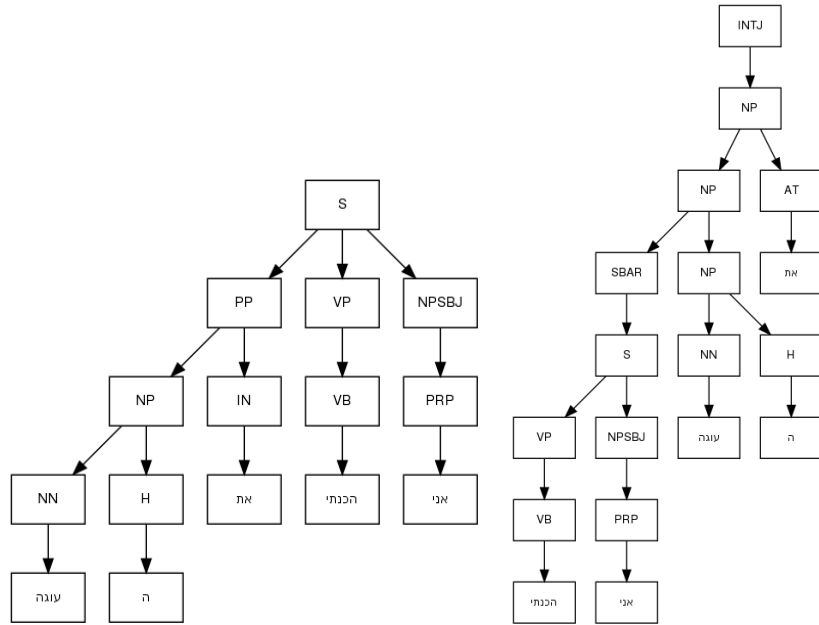 S
PP VP NPSBJ
NP IN VB PRP
NN H את הכנתי אני
עוגה ה
INTJ
NP
NP AT
SBAR NP את
S NN H
VP NPSBJ עוגה ה
VB PRP
הכנתי אני